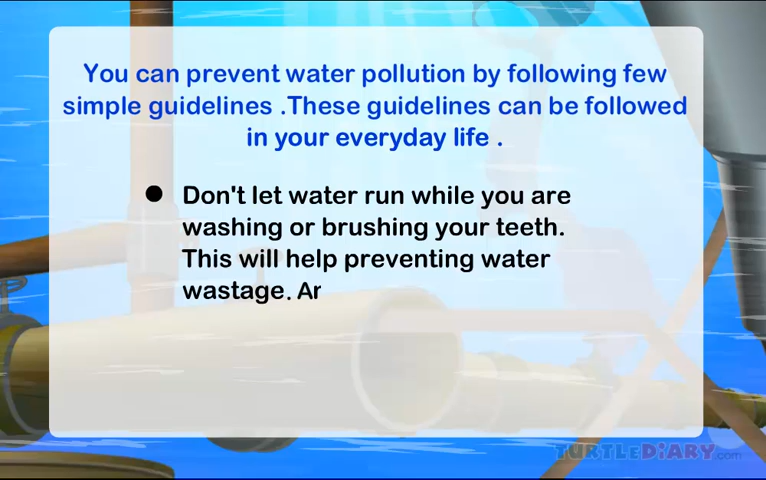 You can prevent water pollution by following few
simple guidelines .These guidelines can be followed
in your everyday life .
● Don't let water run while you are
washing or brushing your teeth.
This will help preventing water
wastage. Ar
TURTLEDIARY.com